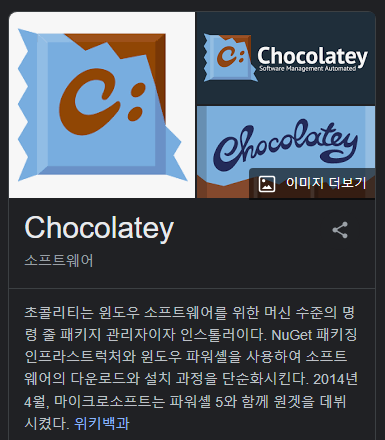 C:
Chocolatey
Software Management Automated
Chocolatey
이미지 더보기
Chocolatey
소프트웨어
초콜리티는 윈도우 소프트웨어를 위한 머신 수준의 명
령 줄 패키지 관리자이자 인스톨러이다. NuGet 패키징
인프라스트럭처와 윈도우 파워셸을 사용하여 소프트
웨어의 다운로드와 설치 과정을 단순화시킨다. 2014년
4월, 마이크로소프트는 파워셸 5와 함께 원겟을 데뷔
시켰다. 위키백과